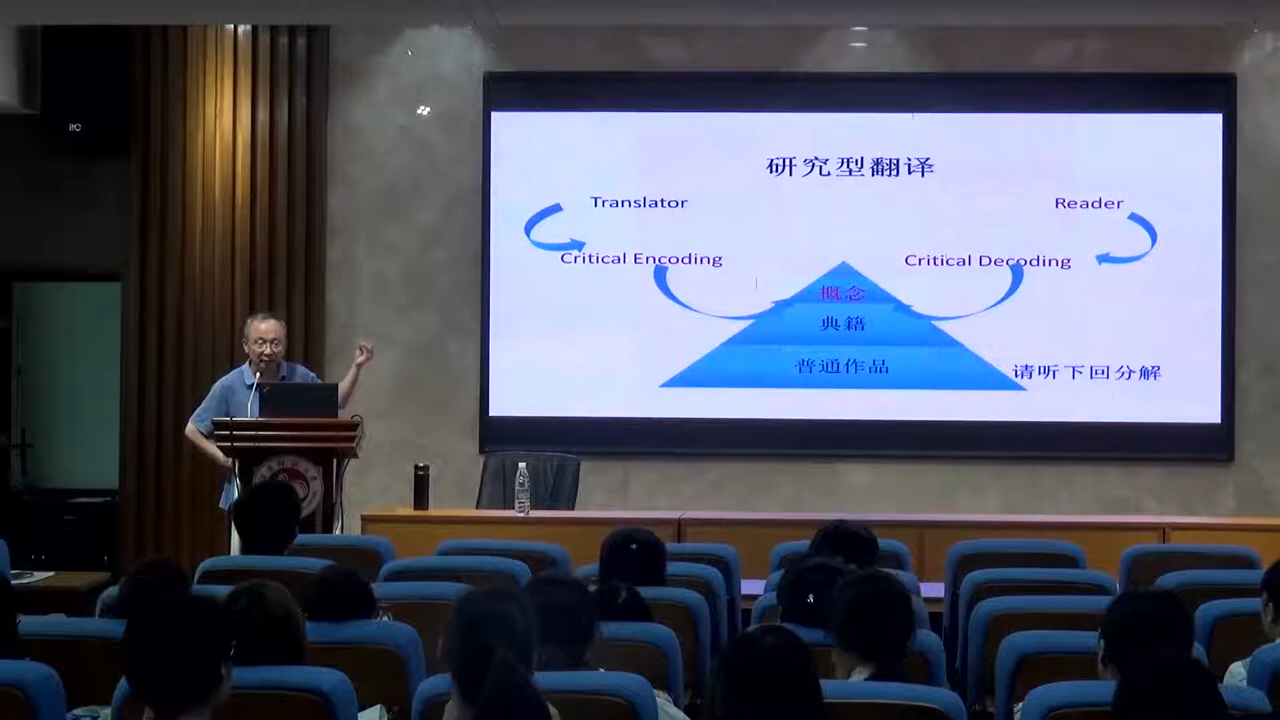 研究型翻译
Translator
Reader
Critical Encoding
Critical Decoding
概念
典籍
普通作品
请听下回分解